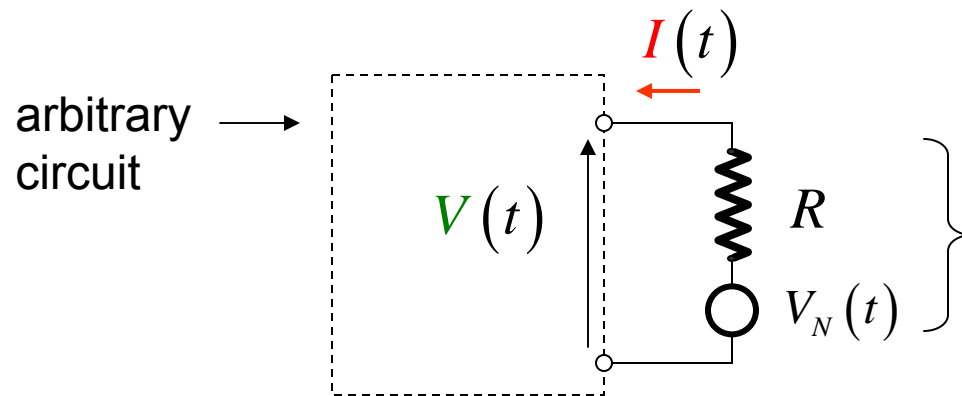 I(t)
arbitrary
circuit
V(t)
R
V_N(t)